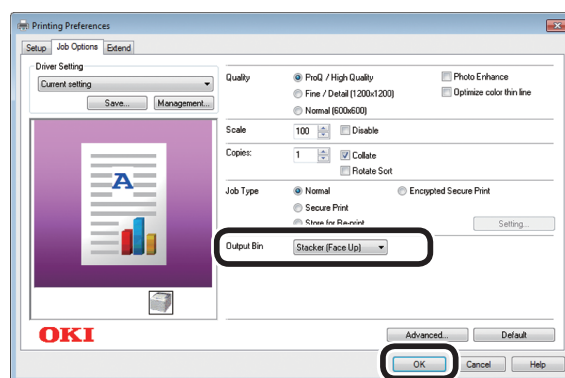 Printing Preferences
Setup Job Options Extend
Driver Setting
Current setting
Save... Management...
A
OKI
Quality ProQ / High Quality Photo Enhance
Fine / Detail (1200x1200) Optimize color thin line
Normal (600x600)
Scale 100 Disable
Copies: 1 Collate
Rotate Sort
Job Type Normal Encrypted Secure Print
Secure Print
Store for Re-print Setting...
Output Bin Stacker (Face Up)
Advanced... Default
OK Cancel Help